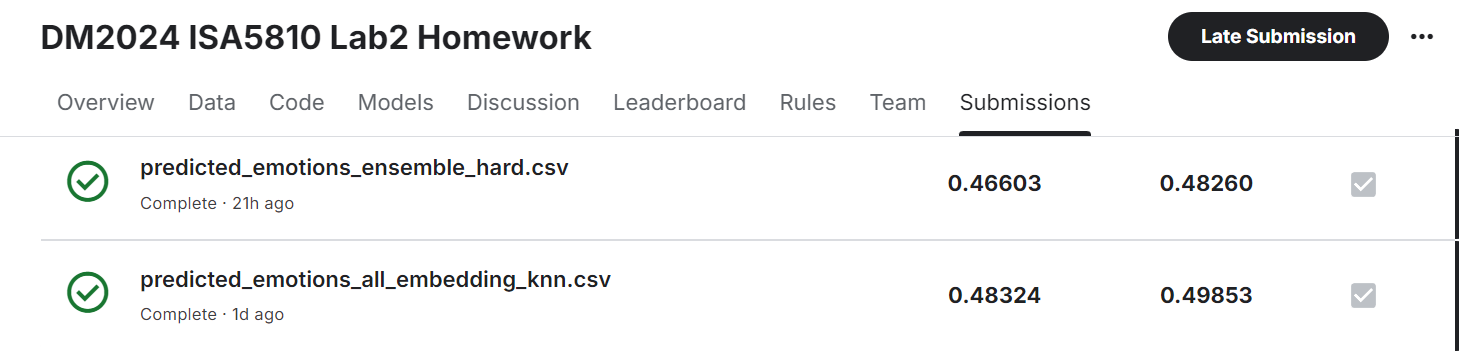 DM2024 ISA5810 Lab2 Homework
Late Submission
Overview Data Code Models Discussion Leaderboard Rules Team Submissions
predicted_emotions_ensemble_hard.csv
Complete · 21h ago
0.46603 0.48260
predicted_emotions_all_embedding_knn.csv
Complete · 1d ago
0.48324 0.49853